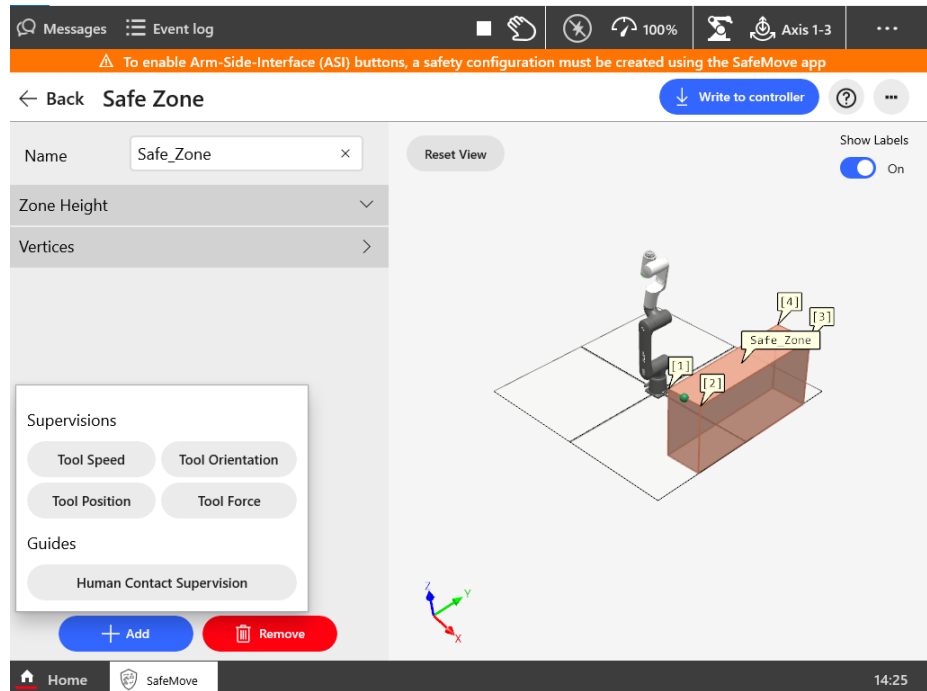 Messages Event log 100% Axis 1-3 ...
To enable Arm-Side-Interface (ASI) buttons, a safety configuration must be created using the SafeMove app
Back Safe Zone Write to controller ? ...
Name Safe_Zone × Reset View Show Labels
On
Zone Height
Vertices
[4]
[3]
Safe_Zone
[1]
[2]
Supervisions
Tool Speed Tool Orientation
Tool Position Tool Force
Guides
Human Contact Supervision
Z
Y
X
+ Add Remove
Home SafeMove 14:25